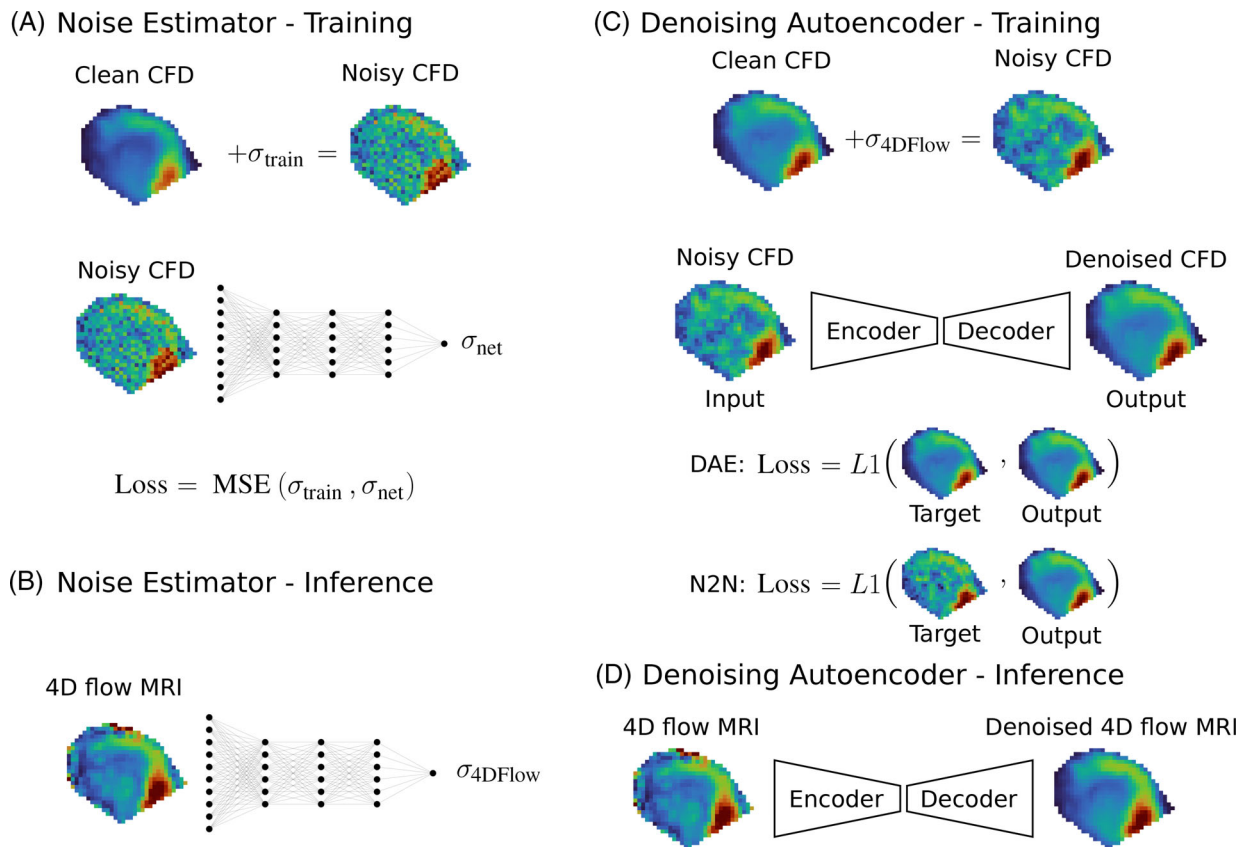 (A) Noise Estimator - Training
Clean CFD
Noisy CFD
+σtrain =
Noisy CFD
σnet
Loss = MSE (σtrain , σnet)
(B) Noise Estimator - Inference
4D flow MRI
σ4DFlow
(C) Denoising Autoencoder - Training
Clean CFD
Noisy CFD
+σ4DFlow =
Noisy CFD
Denoised CFD
Encoder
Decoder
Input
Output
DAE: Loss = L1( , )
Target
Output
N2N: Loss = L1( , )
Target
Output
(D) Denoising Autoencoder - Inference
4D flow MRI
Denoised 4D flow MRI
Encoder
Decoder